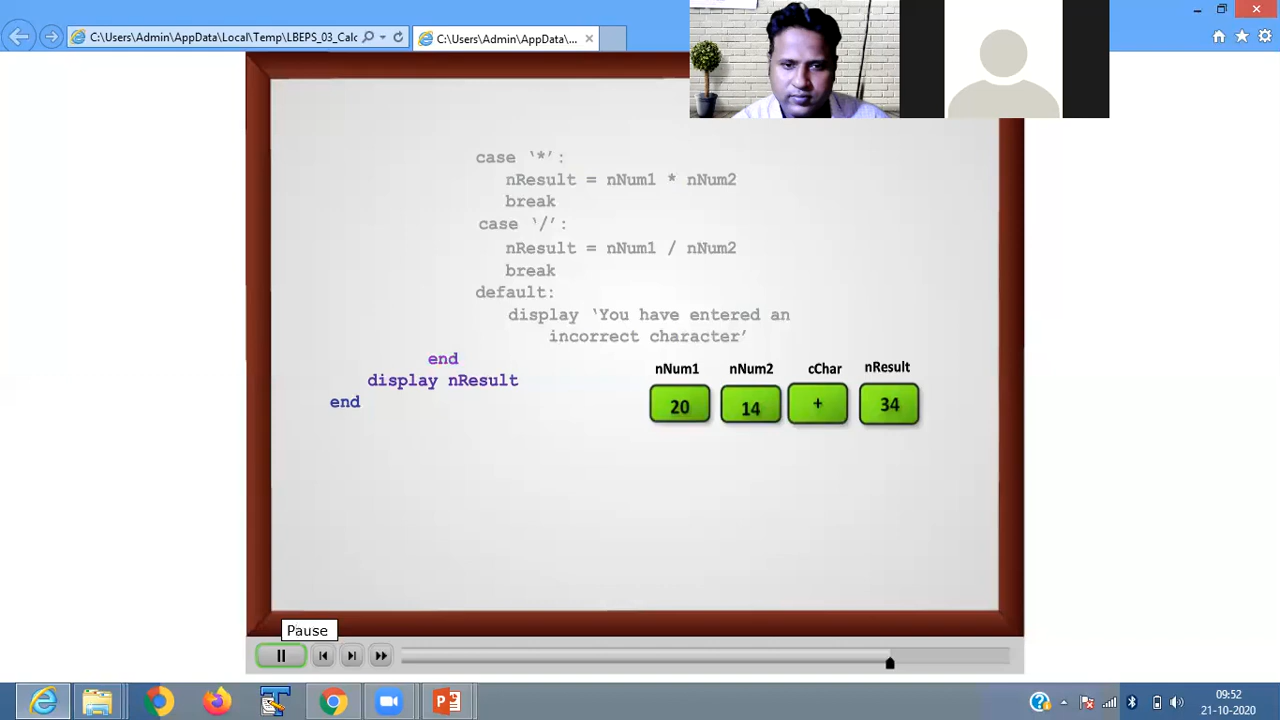 C:\Users\Admin\AppData\Local\Temp\LBEPS_03_Calc
C:\Users\Admin\AppData\...
case ‘*’:
nResult = nNum1 * nNum2
break
case ‘/’:
nResult = nNum1 / nNum2
break
default:
display ‘You have entered an
incorrect character’
end
display nResult
end
nNum1 nNum2 cChar nResult
20 14 + 34
Pause
09:52
21-10-2020